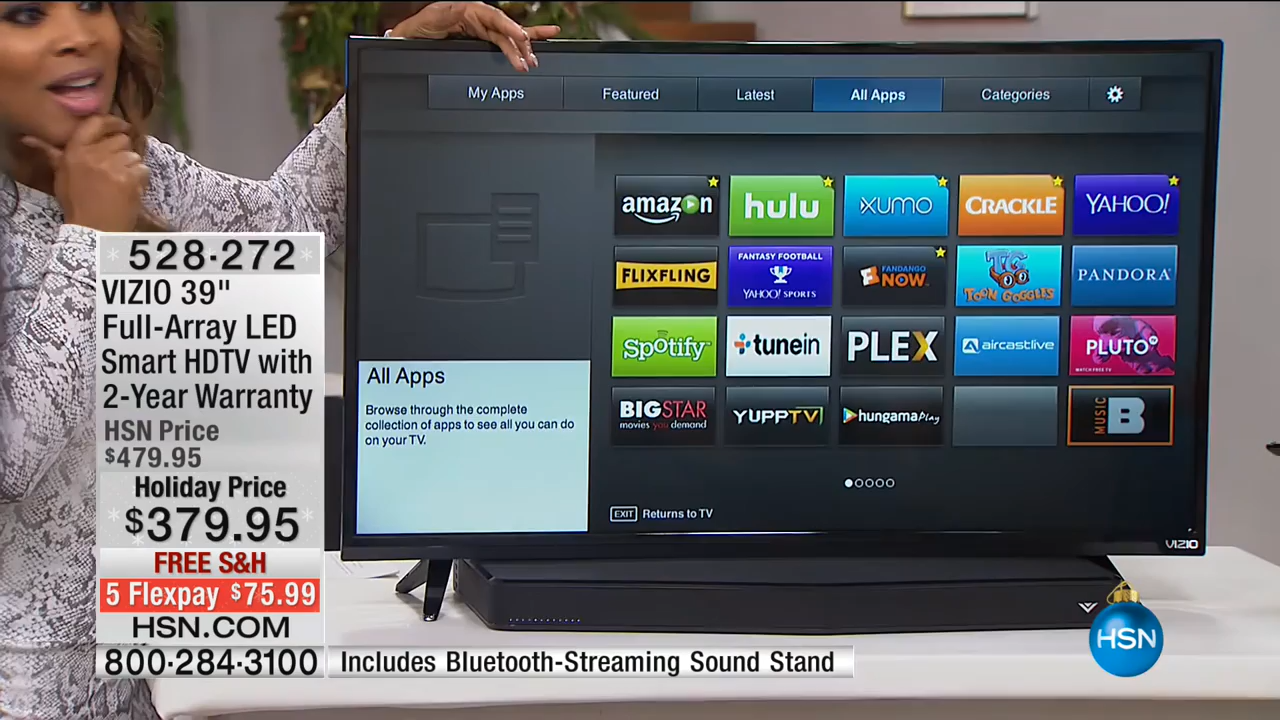 My Apps
Featured
Latest
All Apps
Categories
amazon
hulu
XUMO
CRACKLE
YAHOO!
FLIXFLING
FANTASY FOOTBALL
YAHOO! SPORTS
FANDANGO
NOW
TG
TOON GOGGLES
PANDORA
Spotify
tunein
PLEX
aircastlive
PLUTO TV
WATCH FREE TV
BIGSTAR
movies you demand
YUPPTV
hungama Play
MUSIC B
All Apps
Browse through the complete
collection of apps to see all you can do
on your TV.
EXIT Returns to TV
VIZIO
528·272
VIZIO 39"
Full-Array LED
Smart HDTV with
2-Year Warranty
HSN Price
$479.95
Holiday Price
$379.95
FREE S&H
5 Flexpay $75.99
HSN.COM
800·284·3100
Includes Bluetooth-Streaming Sound Stand
HSN